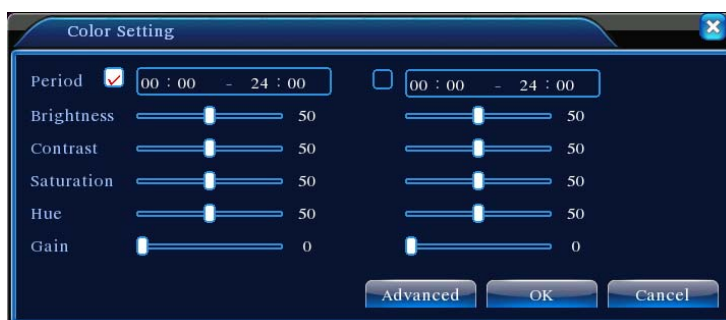 Color Setting
Period 00 : 00 - 24 : 00 00 : 00 - 24 : 00
Brightness 50 50
Contrast 50 50
Saturation 50 50
Hue 50 50
Gain 0 0
Advanced OK Cancel